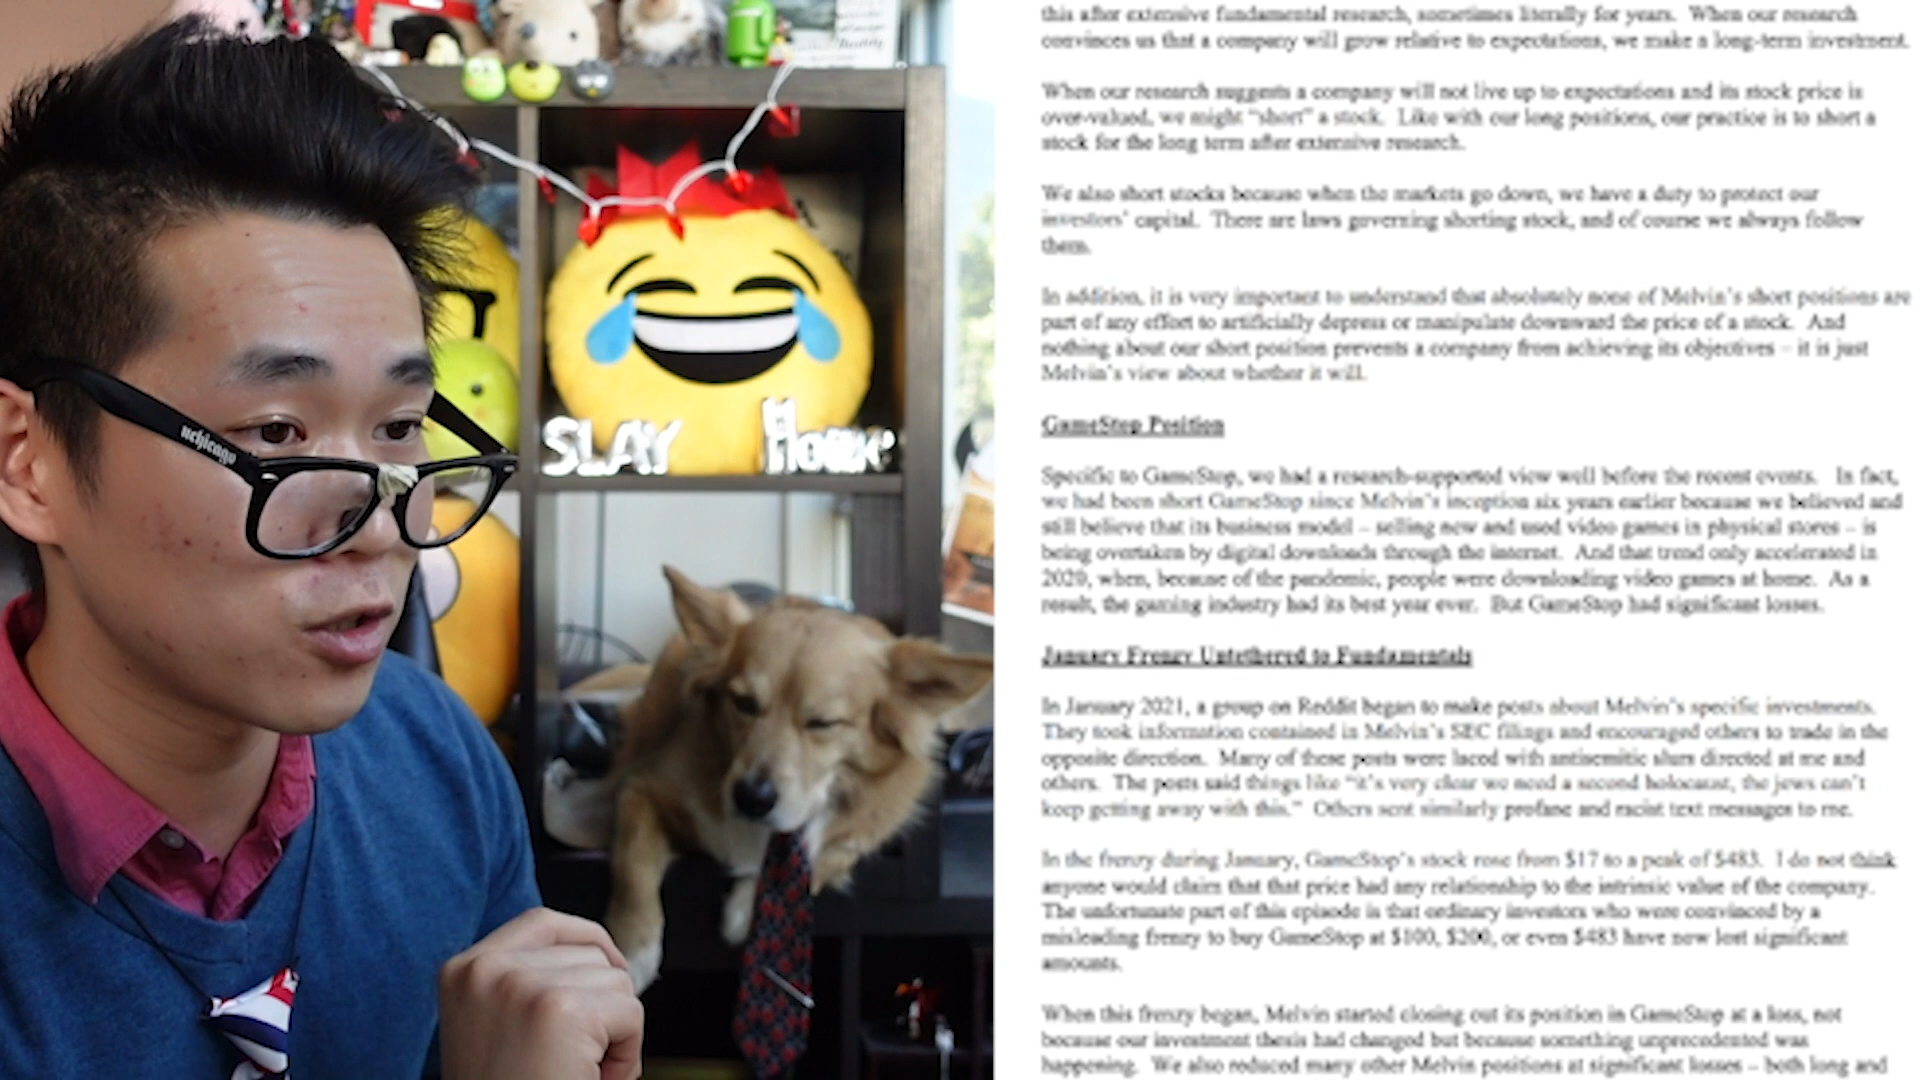 uchicago
SLAY
Home
this after extensive fundamental research, sometimes literally for years. When our research
convinces us that a company will grow relative to expectations, we make a long-term investment.
When our research suggests a company will not live up to expectations and its stock price is
over-valued, we might "short" a stock. Like with our long positions, our practice is to short a
stock for the long term after extensive research.
We also short stocks because when the markets go down, we have a duty to protect our
investors' capital. There are laws governing shorting stock, and of course we always follow
them.
In addition, it is very important to understand that absolutely none of Melvin's short positions are
part of any effort to artificially depress or manipulate downward the price of a stock. And
nothing about our short position prevents a company from achieving its objectives – it is just
Melvin's view about whether it will.
GameStop Position
Specific to GameStop, we had a research-supported view well before the recent events. In fact,
we had been short GameStop since Melvin's inception six years earlier because we believed and
still believe that its business model – selling new and used video games in physical stores – is
being overtaken by digital downloads through the internet. And that trend only accelerated in
2020, when, because of the pandemic, people were downloading video games at home. As a
result, the gaming industry had its best year ever. But GameStop had significant losses.
January Frenzy Untethered to Fundamentals
In January 2021, a group on Reddit began to make posts about Melvin's specific investments.
They took information contained in Melvin's SEC filings and encouraged others to trade in the
opposite direction. Many of these posts were laced with antisemitic slurs directed at me and
others. The posts said things like "it's very clear we need a second holocaust, the jews can't
keep getting away with this." Others sent similarly profane and racist text messages to me.
In the frenzy during January, GameStop's stock rose from $17 to a peak of $483. I do not think
anyone would claim that that price had any relationship to the intrinsic value of the company.
The unfortunate part of this episode is that ordinary investors who were convinced by a
misleading frenzy to buy GameStop at $100, $200, or even $483 have now lost significant
amounts.
When this frenzy began, Melvin started closing out its position in GameStop at a loss, not
because our investment thesis had changed but because something unprecedented was
happening. We also reduced many other Melvin positions at significant losses – both long and